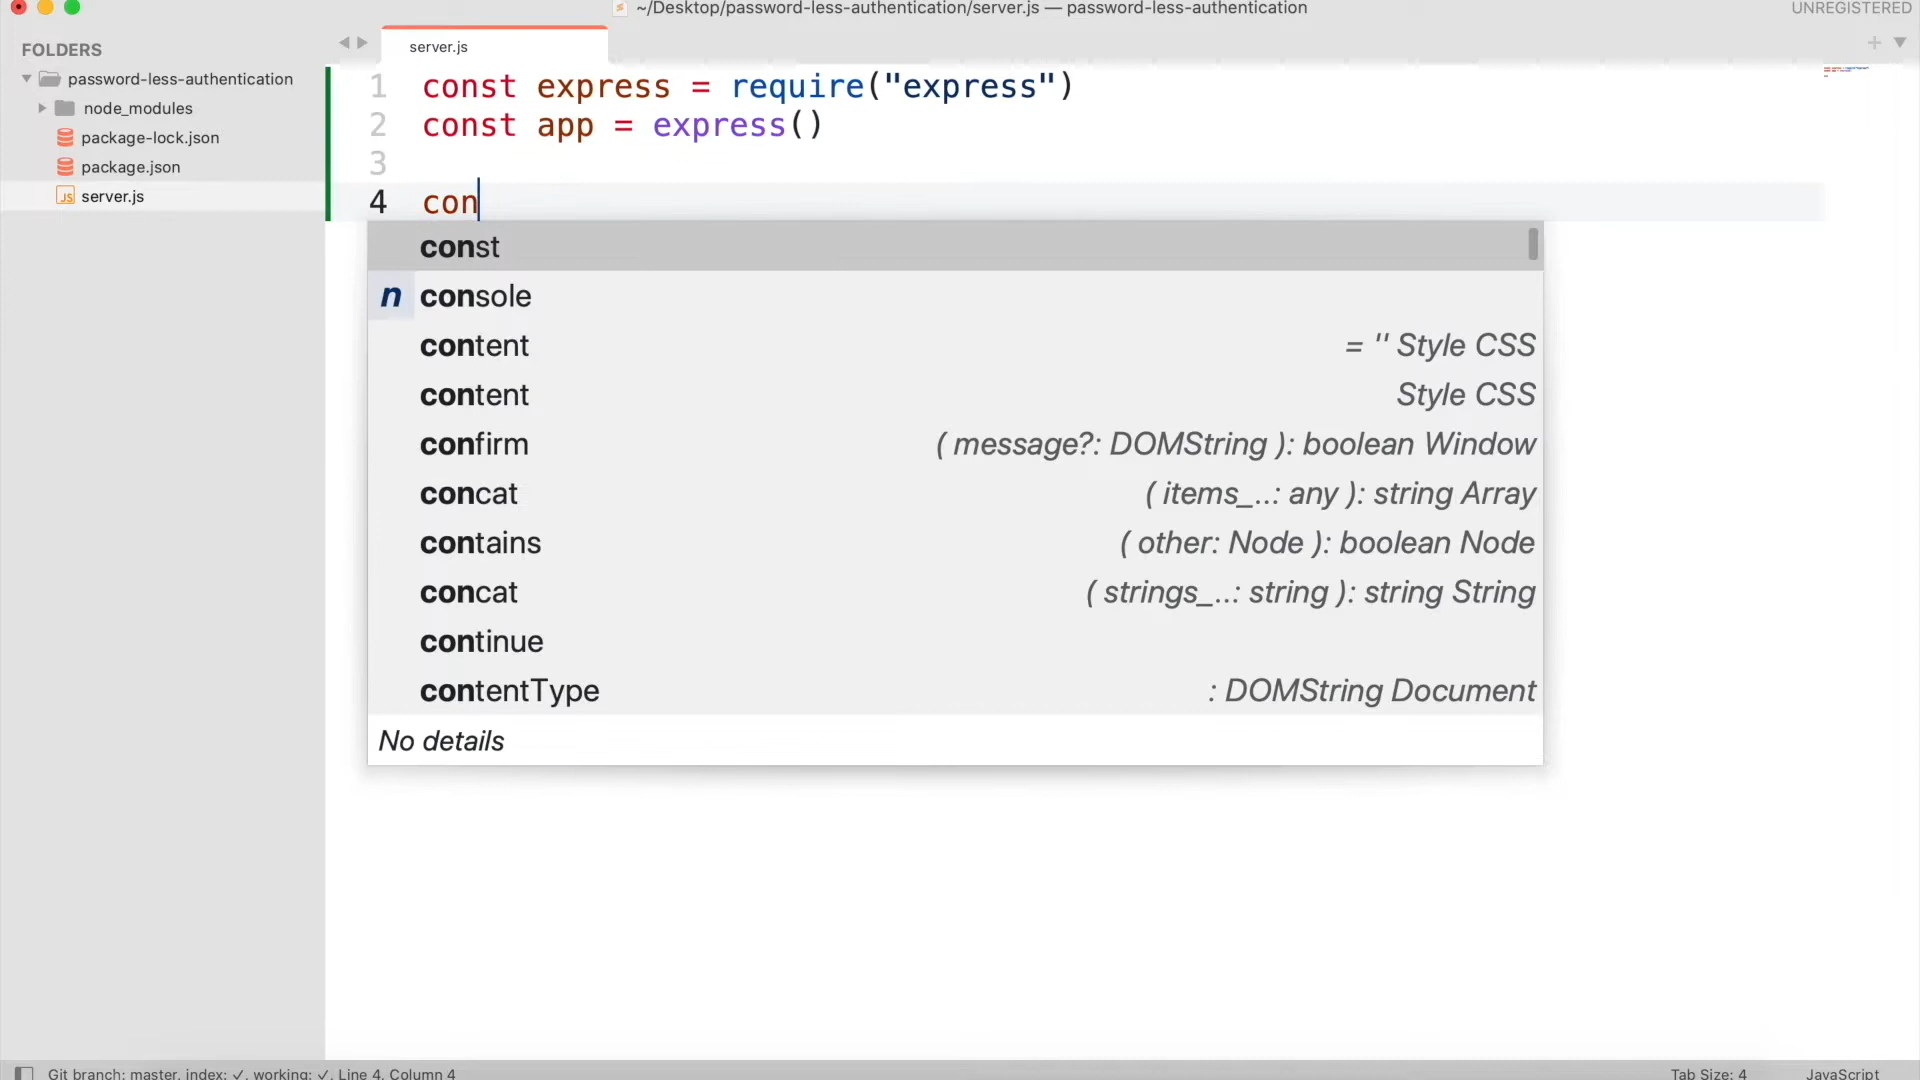 ~/Desktop/password-less-authentication/server.js — password-less-authentication
UNREGISTERED
FOLDERS
password-less-authentication
node_modules
package-lock.json
package.json
JS server.js
server.js
1 const express = require("express")
2 const app = express()
3
4 con
const
n console
content = '' Style CSS
content Style CSS
confirm ( message?: DOMString ): boolean Window
concat ( items_..: any ): string Array
contains ( other: Node ): boolean Node
concat ( strings_..: string ): string String
continue
contentType : DOMString Document
No details
Git branch: master, index: ✓, working: ✓, Line 4, Column 4
Tab Size: 4
JavaScript